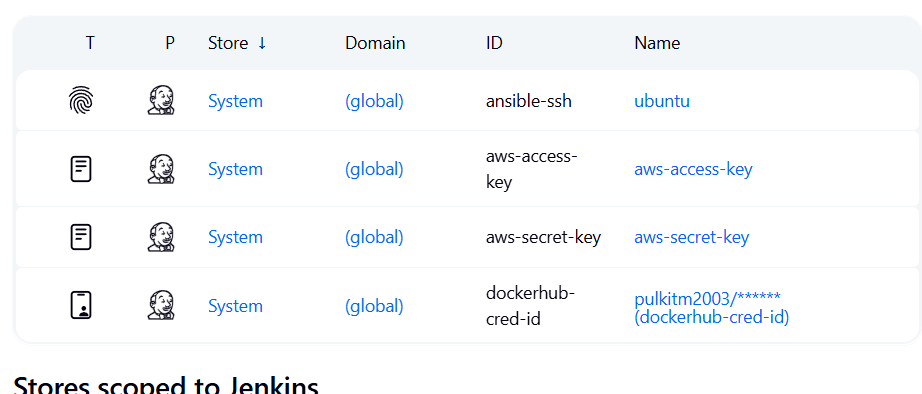 T P Store ↓ Domain ID Name
System (global) ansible-ssh ubuntu
System (global) aws-access-key aws-access-key
System (global) aws-secret-key aws-secret-key
System (global) dockerhub-cred-id pulkitm2003/****** (dockerhub-cred-id)
Stores scoped to Jenkins